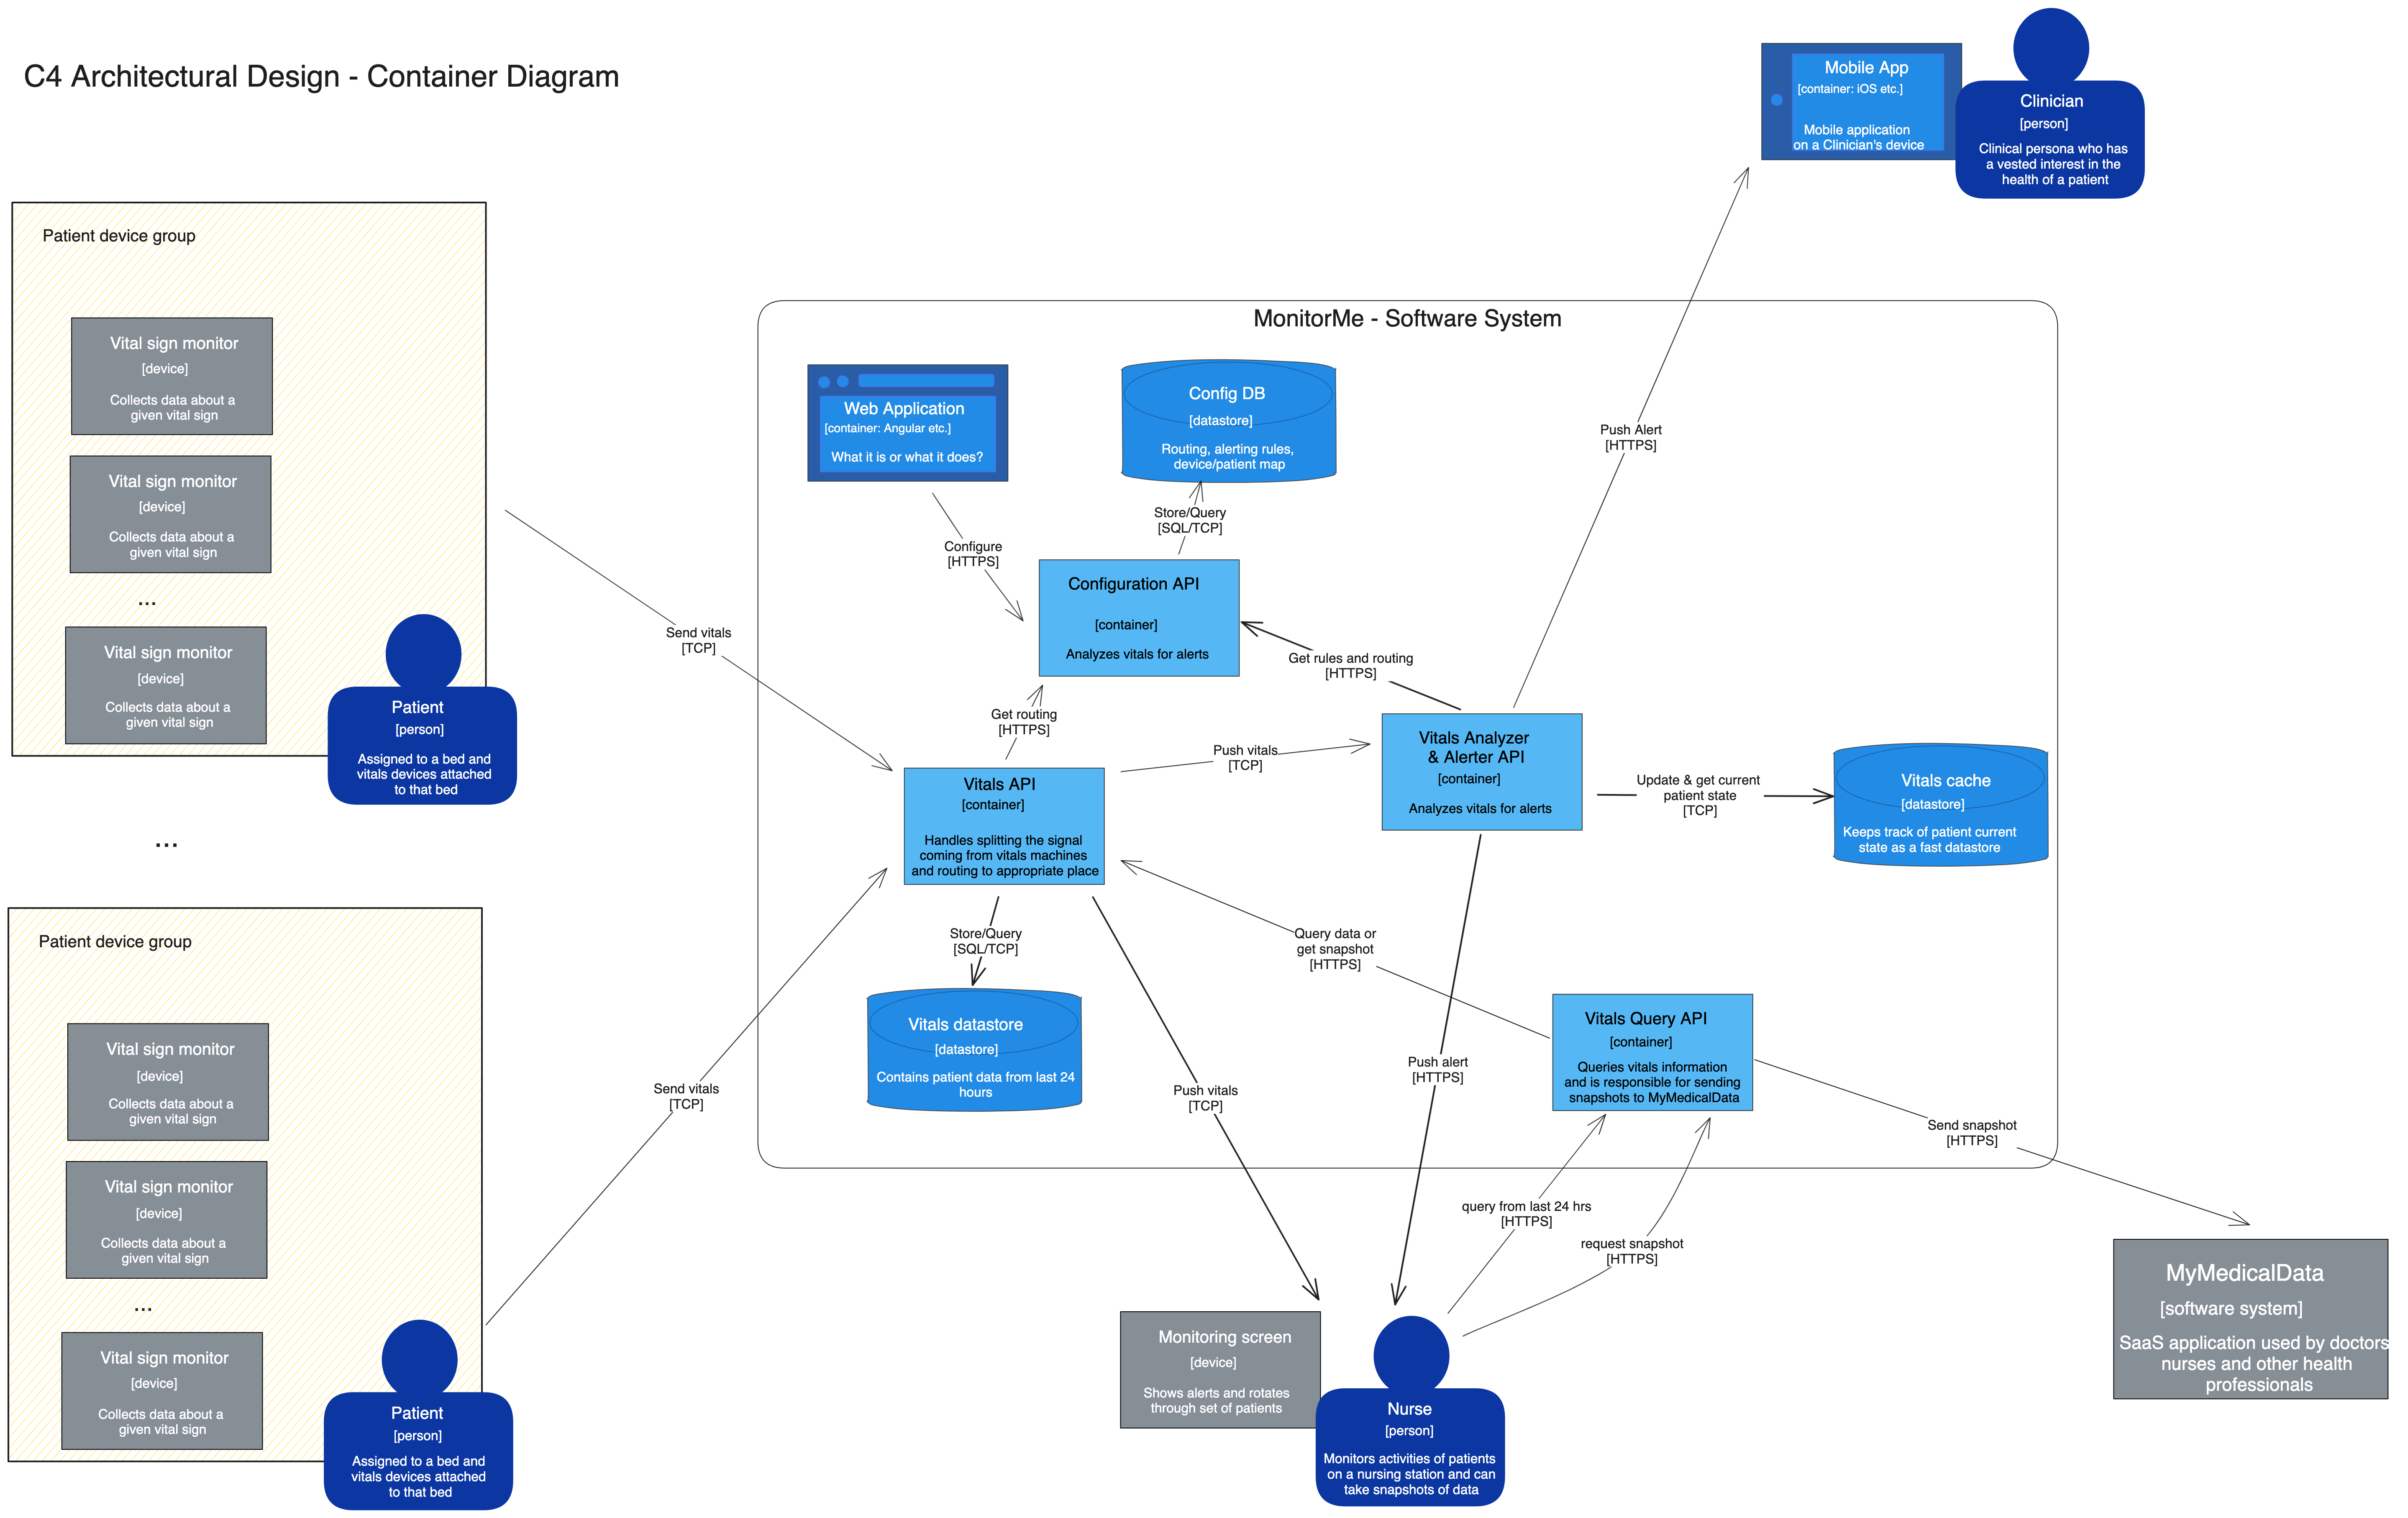 C4 Architectural Design - Container Diagram
Mobile App
[container: iOS etc.]
Mobile application
on a Clinician's device
Clinician
[person]
Clinical persona who has
a vested interest in the
health of a patient
Patient device group
Vital sign monitor
[device]
Collects data about a
given vital sign
Vital sign monitor
[device]
Collects data about a
given vital sign
...
Vital sign monitor
[device]
Collects data about a
given vital sign
Patient
[person]
Assigned to a bed and
vitals devices attached
to that bed
...
Patient device group
Vital sign monitor
[device]
Collects data about a
given vital sign
Vital sign monitor
[device]
Collects data about a
given vital sign
...
Vital sign monitor
[device]
Collects data about a
given vital sign
Patient
[person]
Assigned to a bed and
vitals devices attached
to that bed
Send vitals
[TCP]
Send vitals
[TCP]
MonitorMe - Software System
Web Application
[container: Angular etc.]
What it is or what it does?
Config DB
[datastore]
Routing, alerting rules,
device/patient map
Store/Query
[SQL/TCP]
Configure
[HTTPS]
Configuration API
[container]
Analyzes vitals for alerts
Push Alert
[HTTPS]
Get rules and routing
[HTTPS]
Get routing
[HTTPS]
Push vitals
[TCP]
Vitals API
[container]
Handles splitting the signal
coming from vitals machines
and routing to appropriate place
Vitals Analyzer
& Alerter API
[container]
Analyzes vitals for alerts
Update & get current
patient state
[TCP]
Vitals cache
[datastore]
Keeps track of patient current
state as a fast datastore
Store/Query
[SQL/TCP]
Query data or
get snapshot
[HTTPS]
Vitals datastore
[datastore]
Contains patient data from last 24
hours
Push vitals
[TCP]
Push alert
[HTTPS]
Vitals Query API
[container]
Queries vitals information
and is responsible for sending
snapshots to MyMedicalData
Send snapshot
[HTTPS]
query from last 24 hrs
[HTTPS]
request snapshot
[HTTPS]
Monitoring screen
[device]
Shows alerts and rotates
through set of patients
Nurse
[person]
Monitors activities of patients
on a nursing station and can
take snapshots of data
MyMedicalData
[software system]
SaaS application used by doctors
nurses and other health
professionals